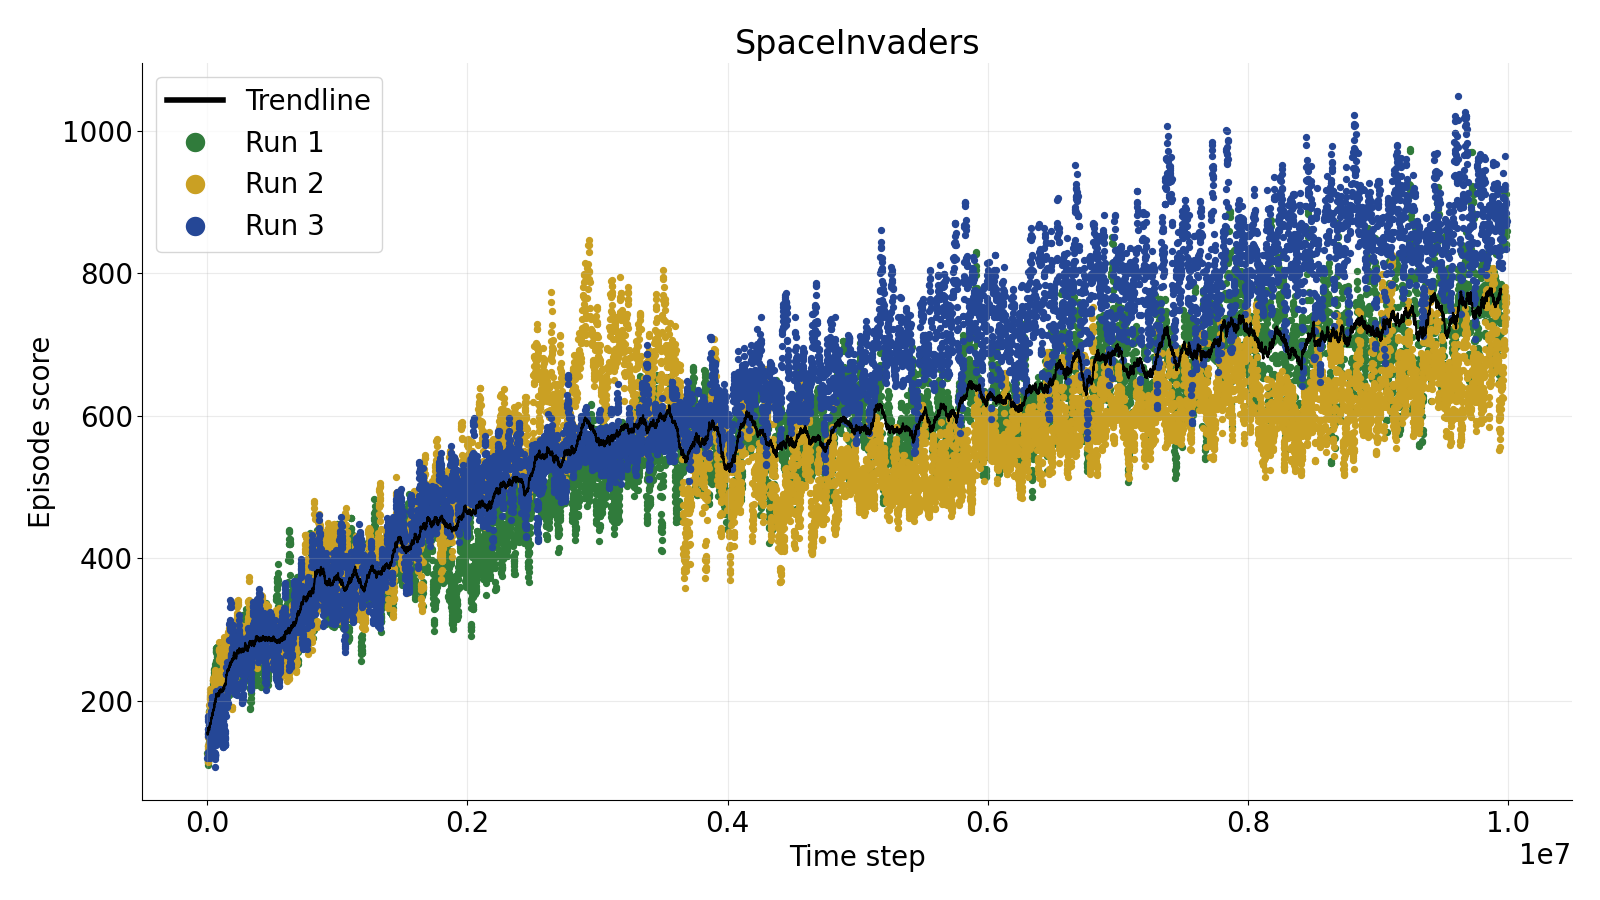 SpaceInvaders
Trendline
Run 1
Run 2
Run 3
Episode score
1000
800
600
400
200
0.0 0.2 0.4 0.6 0.8 1.0
Time step
1e7